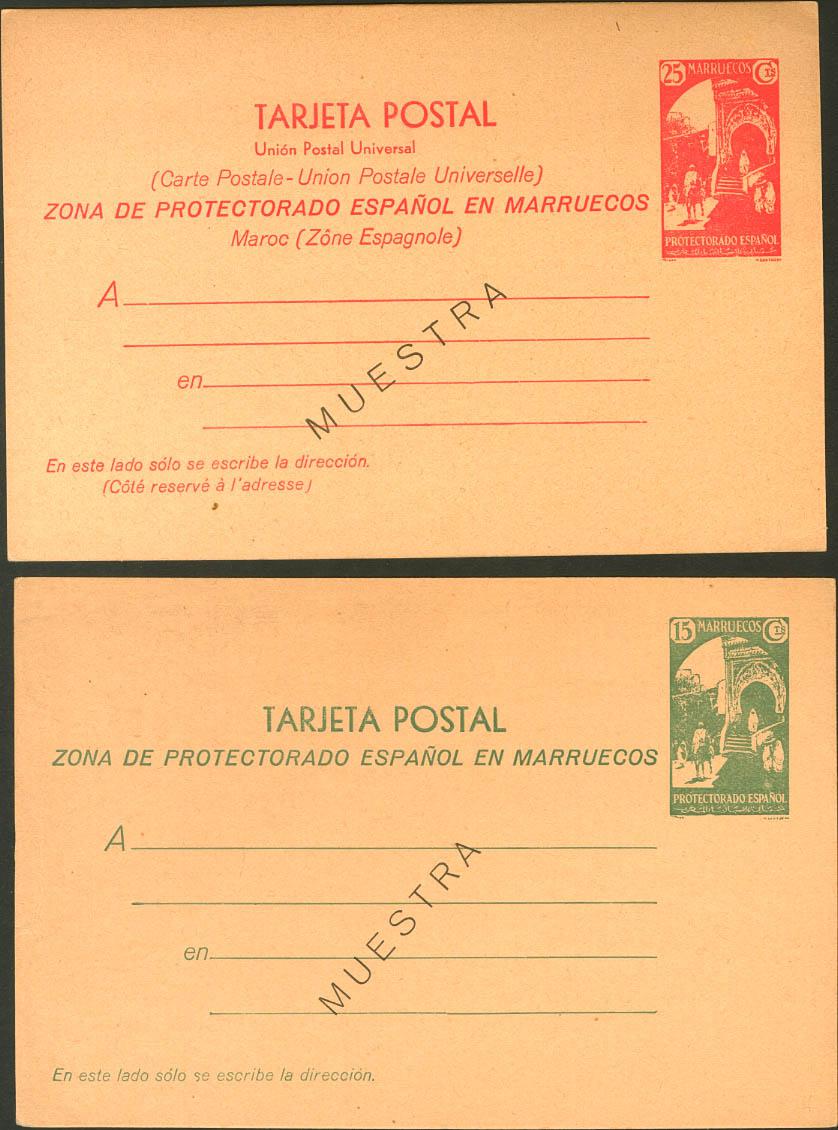 25 MARRUECOS Cts
TARJETA POSTAL
Unión Postal Universal
(Carte Postale - Union Postale Universelle)
ZONA DE PROTECTORADO ESPAÑOL EN MARRUECOS
Maroc (Zône Espagnole)
PROTECTORADO ESPAÑOL
A
en
MUESTRA
En este lado sólo se escribe la dirección.
(Côté reservé à l'adresse)
15 MARRUECOS Cts
TARJETA POSTAL
ZONA DE PROTECTORADO ESPAÑOL EN MARRUECOS
PROTECTORADO ESPAÑOL
A
en
MUESTRA
En este lado sólo se escribe la dirección.